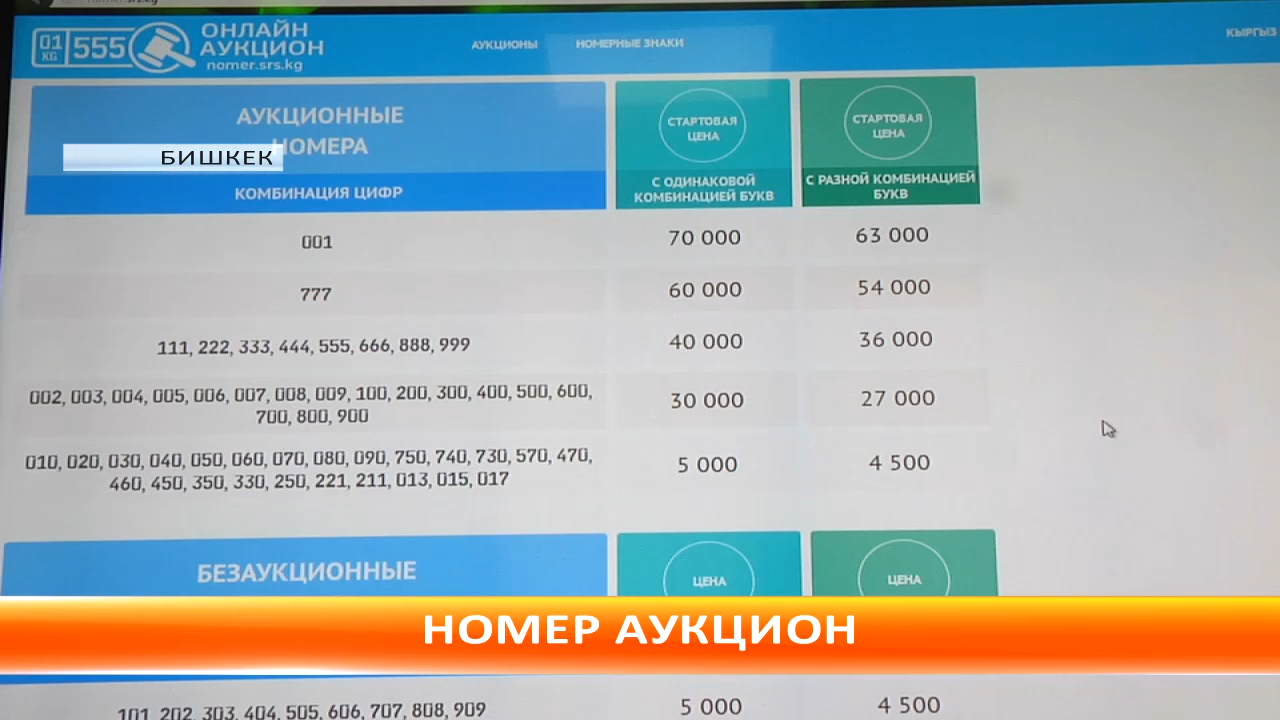 nomer.srs.kg
01
KG
555
ОНЛАЙН
АУКЦИОН
nomer.srs.kg
АУКЦИОНЫ
НОМЕРНЫЕ ЗНАКИ
КЫРГЫЗ
АУКЦИОННЫЕ
НОМЕРА
БИШКЕК
КОМБИНАЦИЯ ЦИФР
СТАРТОВАЯ
ЦЕНА
С ОДИНАКОВОЙ
КОМБИНАЦИЕЙ БУКВ
СТАРТОВАЯ
ЦЕНА
С РАЗНОЙ КОМБИНАЦИЕЙ
БУКВ
001
70 000
63 000
777
60 000
54 000
111, 222, 333, 444, 555, 666, 888, 999
40 000
36 000
002, 003, 004, 005, 006, 007, 008, 009, 100, 200, 300, 400, 500, 600,
700, 800, 900
30 000
27 000
010, 020, 030, 040, 050, 060, 070, 080, 090, 750, 740, 730, 570, 470,
460, 450, 350, 330, 250, 221, 211, 013, 015, 017
5 000
4 500
БЕЗАУКЦИОННЫЕ
ЦЕНА
ЦЕНА
НОМЕР АУКЦИОН
101, 202, 303, 404, 505, 606, 707, 808, 909
5 000
4 500